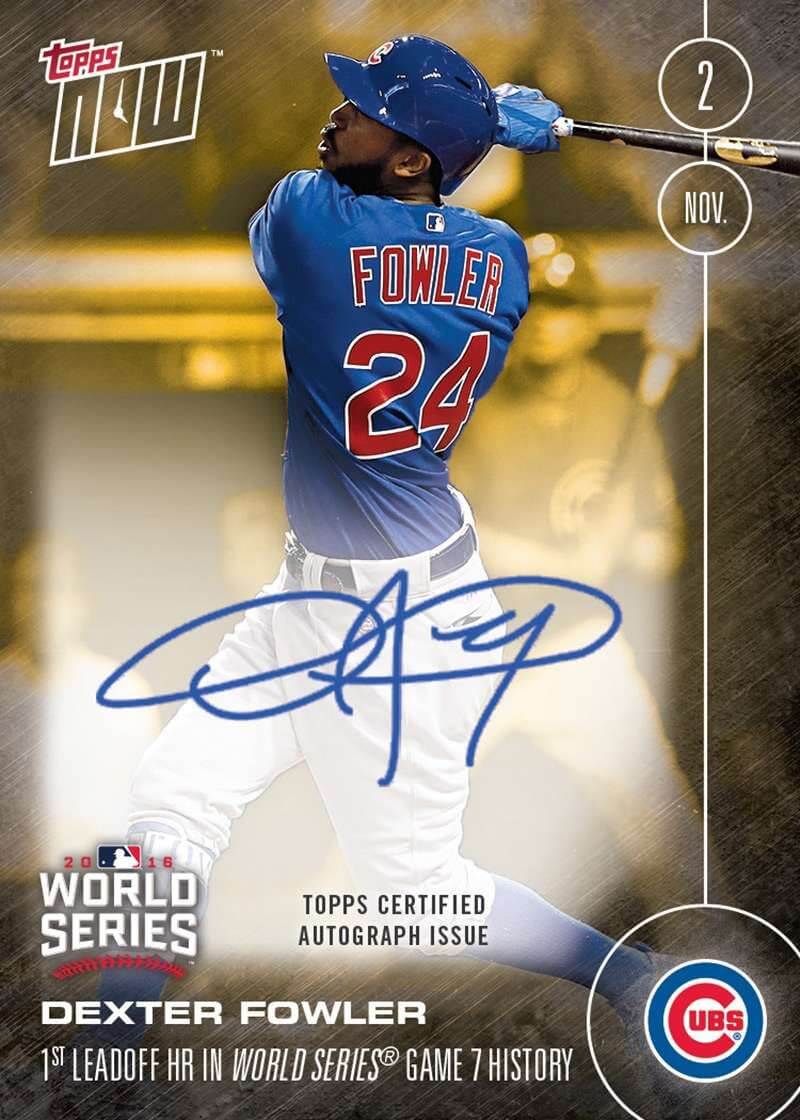 topps
NOW™
2
NOV.
FOWLER
24
2016
WORLD
SERIES
TOPPS CERTIFIED
AUTOGRAPH ISSUE
DEXTER FOWLER
1ST LEADOFF HR IN WORLD SERIES® GAME 7 HISTORY
CUBS®